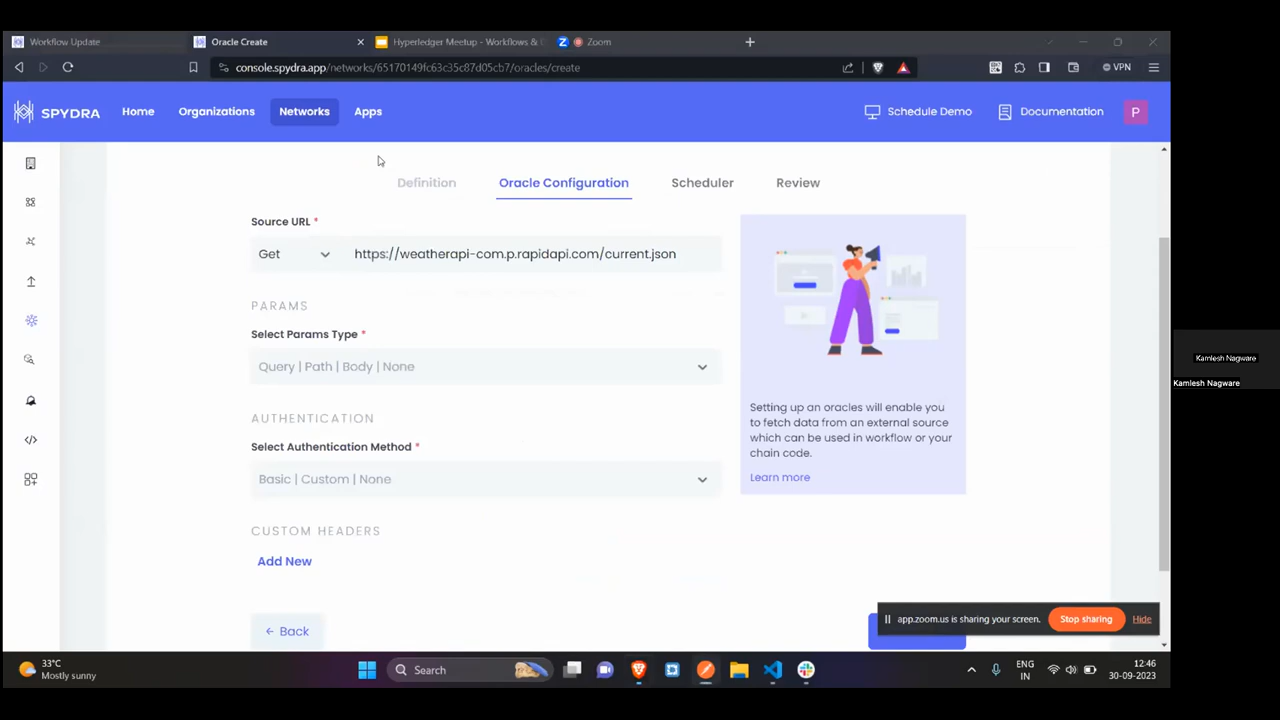 Workflow Update
Oracle Create
Hyperledger Meetup - Workflows &
Zoom
console.spydra.app/networks/65170149fc63c35c87d05cb7/oracles/create
VPN
SPYDRA
Home
Organizations
Networks
Apps
Schedule Demo
Documentation
P
Definition
Oracle Configuration
Scheduler
Review
Source URL *
Get
https://weatherapi-com.p.rapidapi.com/current.json
PARAMS
Select Params Type *
Query | Path | Body | None
AUTHENTICATION
Select Authentication Method *
Basic | Custom | None
CUSTOM HEADERS
Add New
← Back
Setting up an oracles will enable you
to fetch data from an external source
which can be used in workflow or your
chain code.
Learn more
app.zoom.us is sharing your screen.
Stop sharing
Hide
Kamlesh Nagware
Kamlesh Nagware
33°C
Mostly sunny
Search
ENG
IN
12:46
30-09-2023